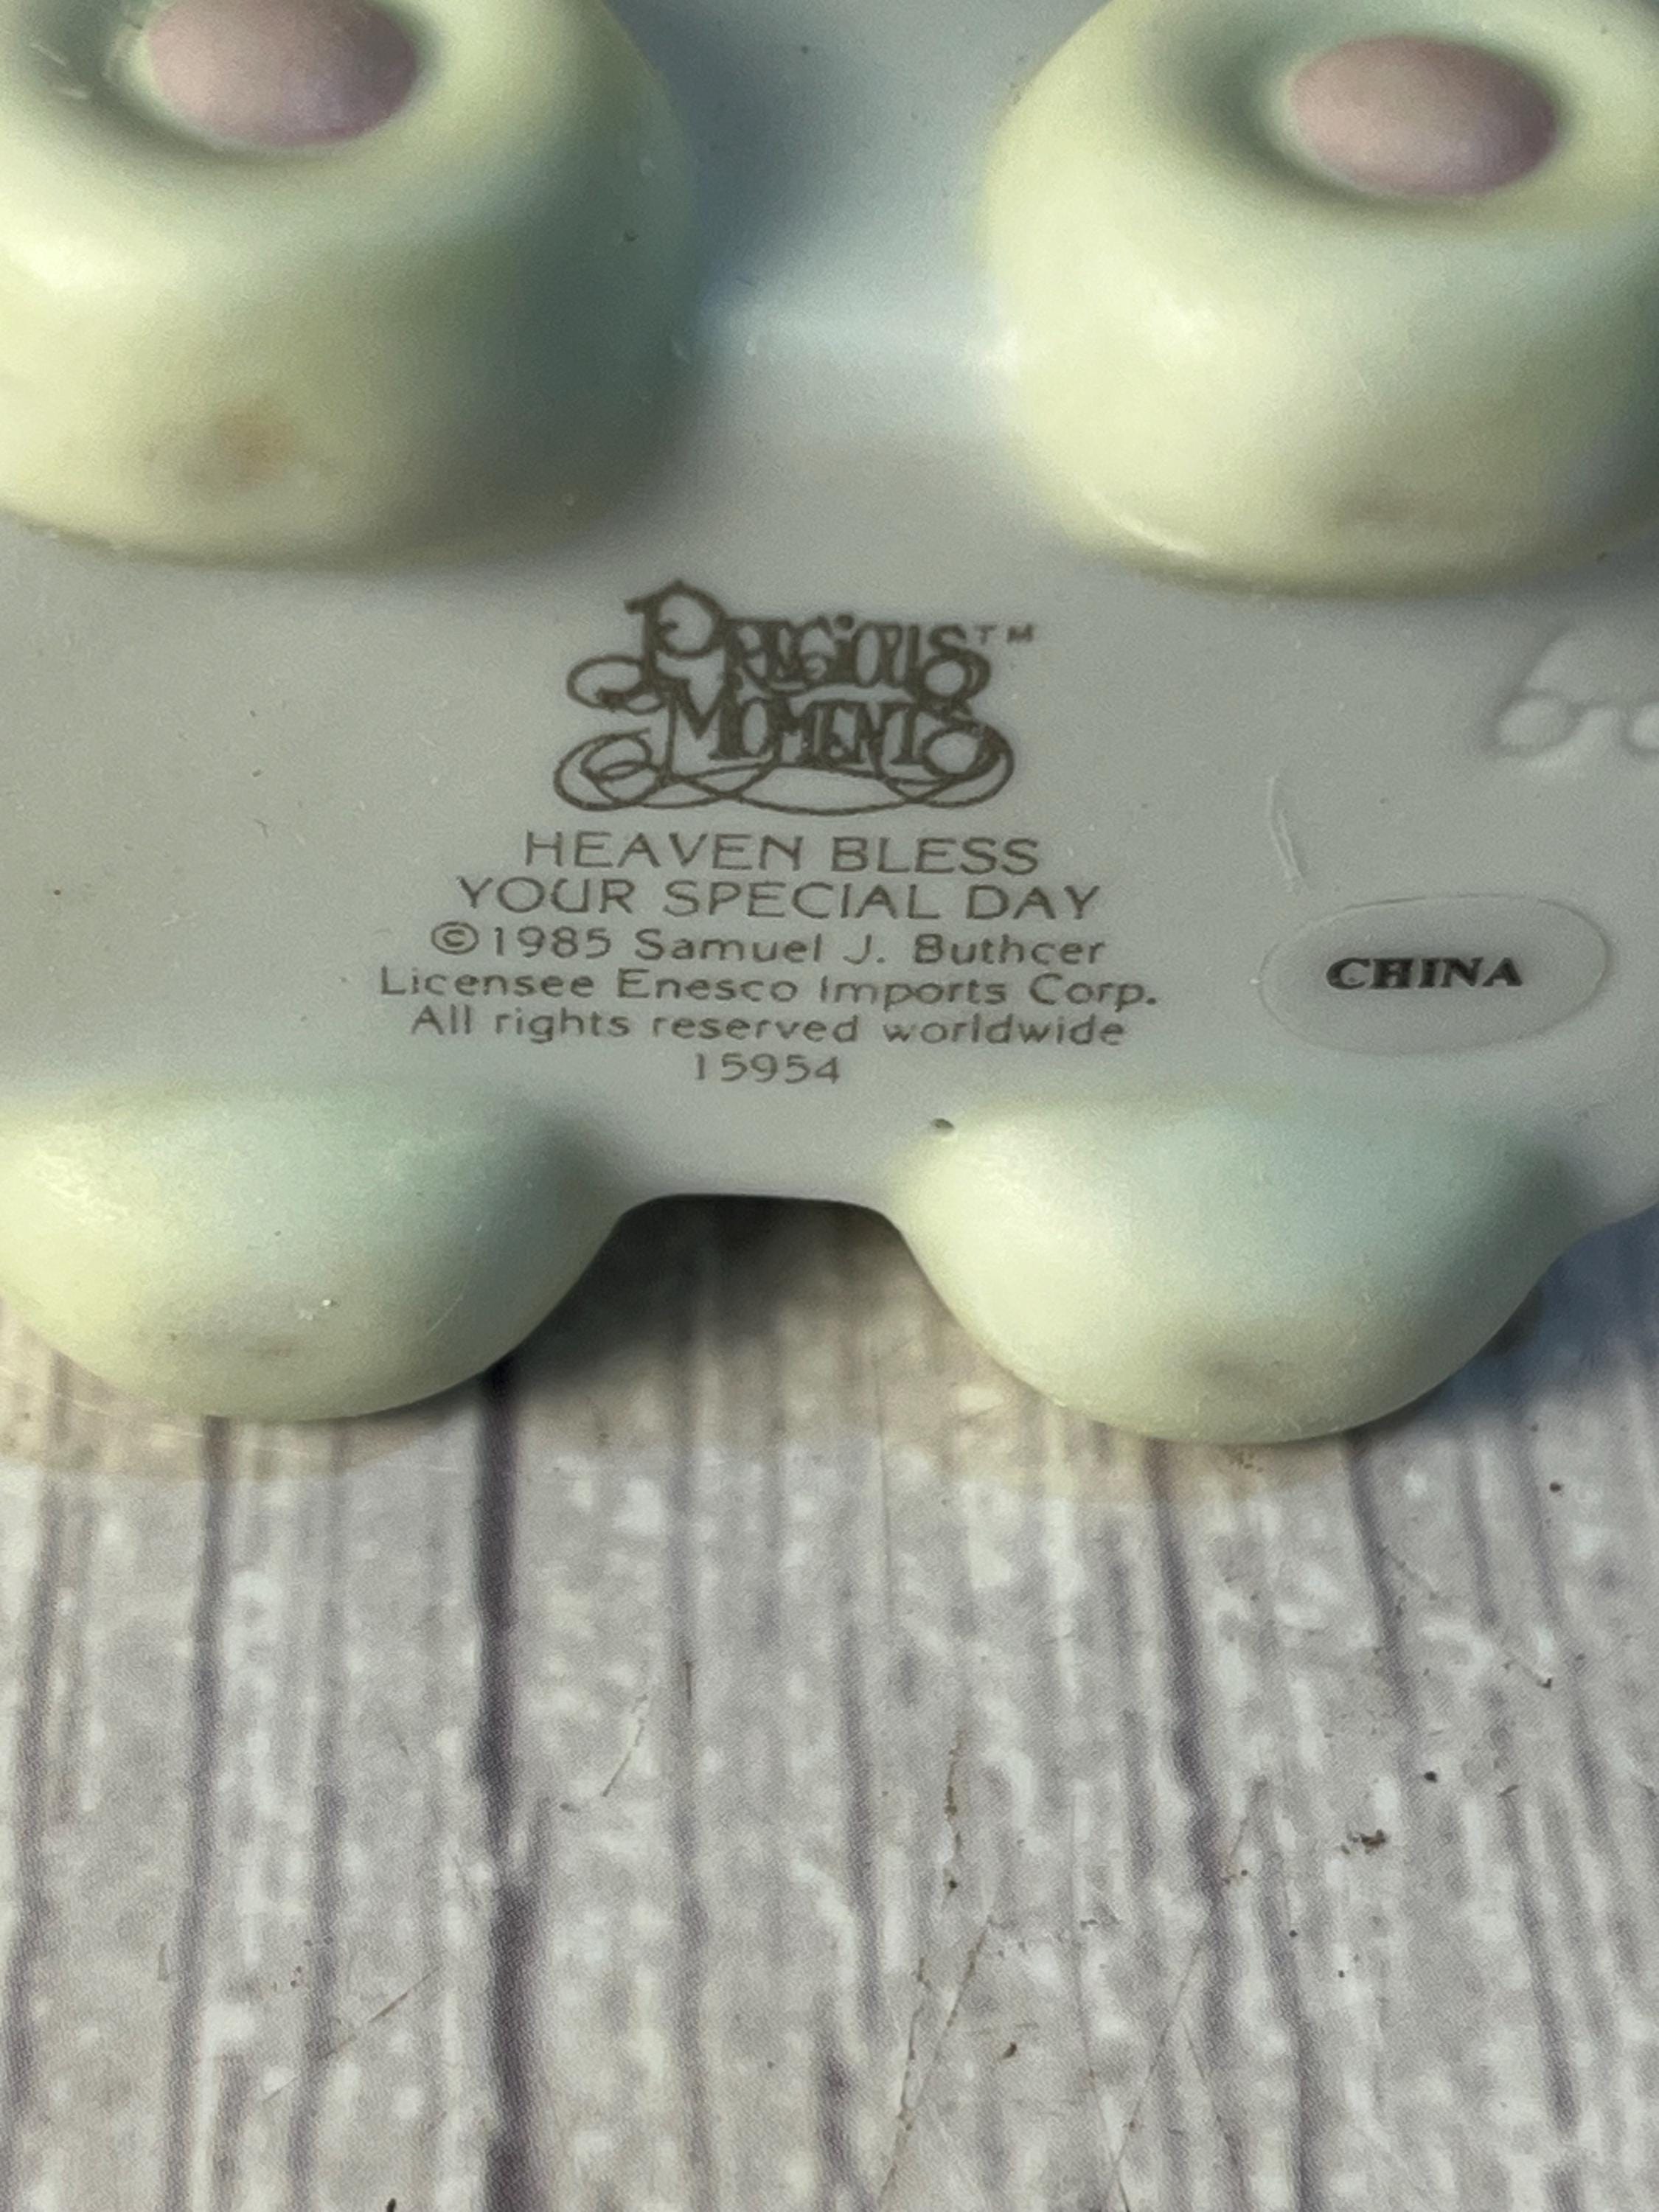 PRECIOUS™
MOMENTS
HEAVEN BLESS
YOUR SPECIAL DAY
©1985 Samuel J. Buthcer
Licensee Enesco Imports Corp.
All rights reserved worldwide
15954
CHINA